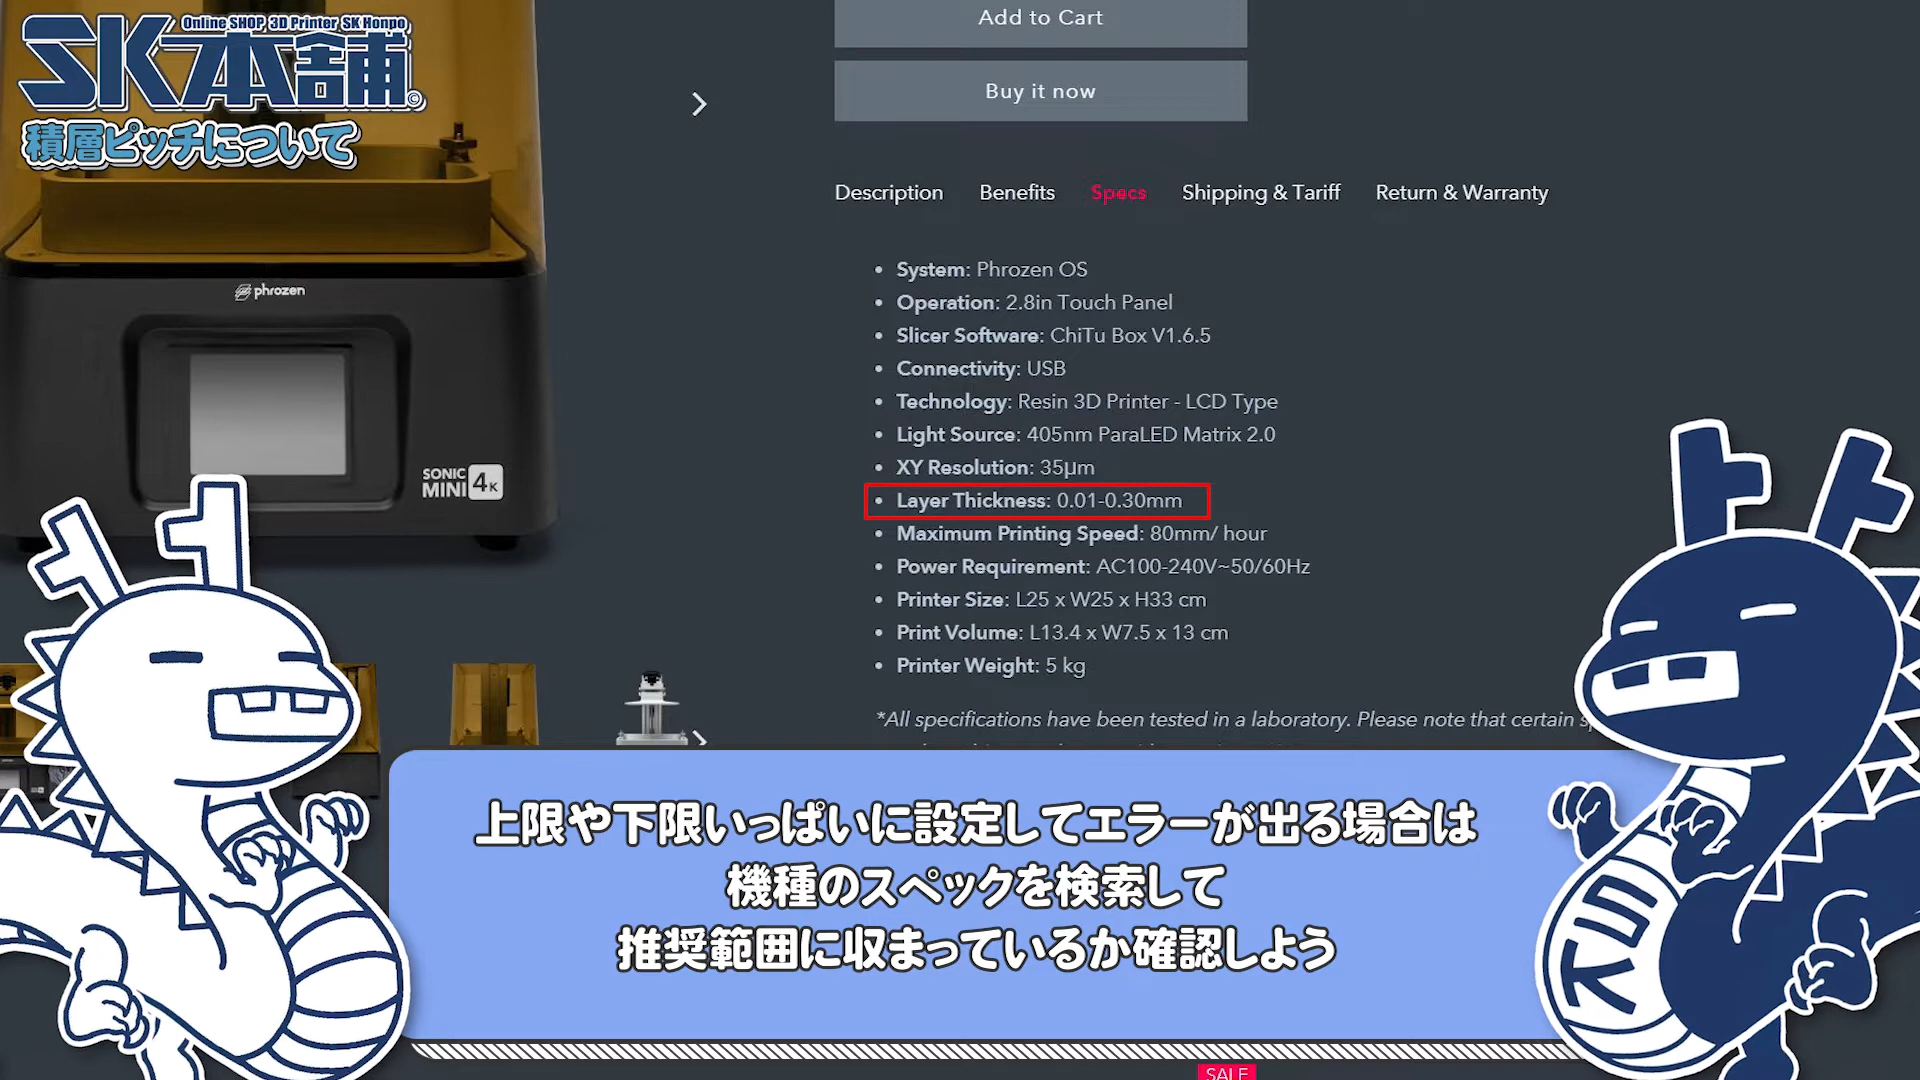 Online SHOP 3D Printer SK Honpo
SK本舗©
積層ピッチについて
phrozen
SONIC
MINI 4K
Add to Cart
Buy it now
Description Benefits Specs Shipping & Tariff Return & Warranty
• System: Phrozen OS
• Operation: 2.8in Touch Panel
• Slicer Software: ChiTu Box V1.6.5
• Connectivity: USB
• Technology: Resin 3D Printer - LCD Type
• Light Source: 405nm ParaLED Matrix 2.0
• XY Resolution: 35μm
• Layer Thickness: 0.01-0.30mm
• Maximum Printing Speed: 80mm/ hour
• Power Requirement: AC100-240V~50/60Hz
• Printer Size: L25 x W25 x H33 cm
• Print Volume: L13.4 x W7.5 x 13 cm
• Printer Weight: 5 kg
*All specifications have been tested in a laboratory. Please note that certain
上限や下限いっぱいに設定してエラーが出る場合は
機種のスペックを検索して
推奨範囲に収まっているか確認しよう
SK
SALE